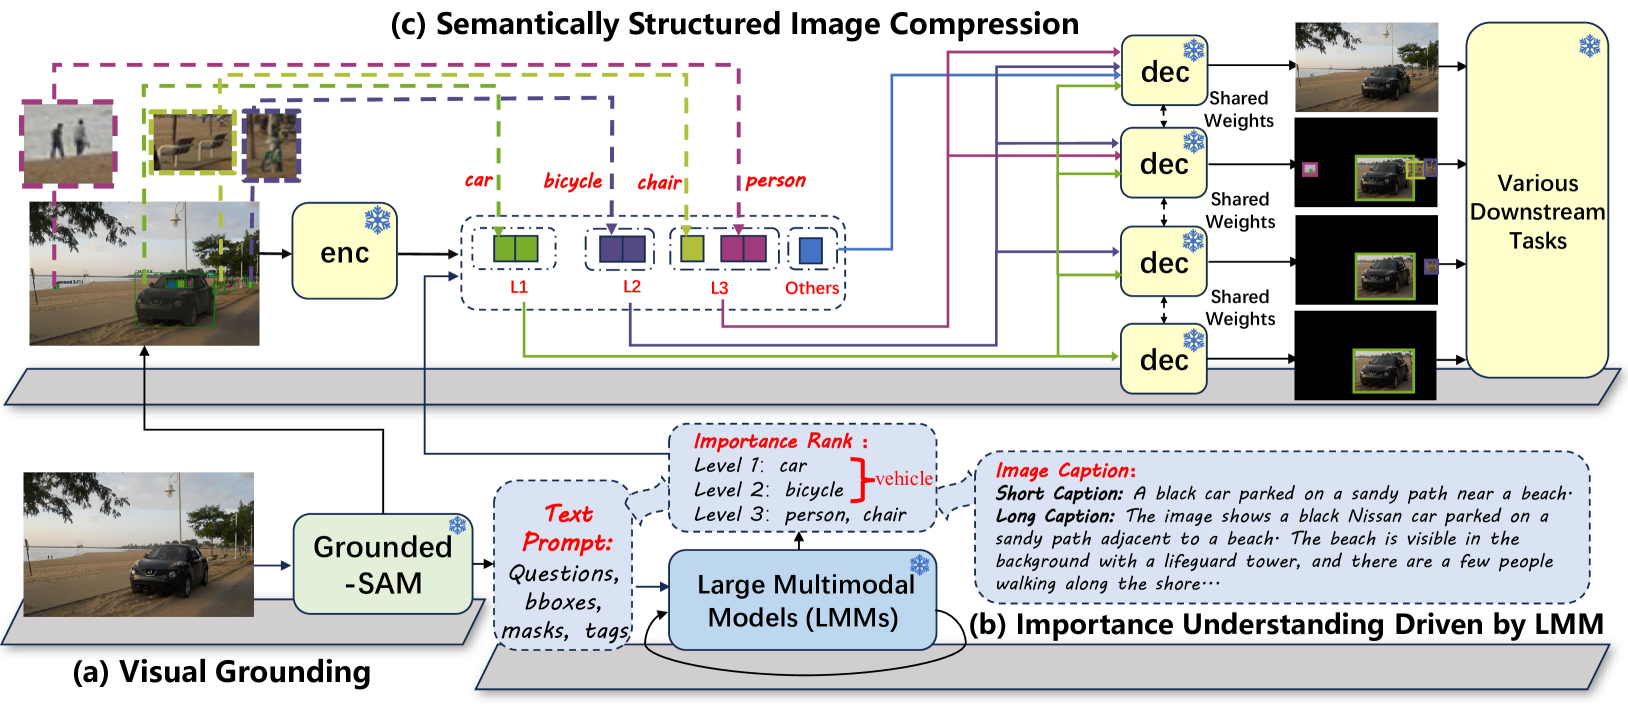 (c) Semantically Structured Image Compression
car
bicycle
chair
person
enc
L1
L2
L3
Others
dec
Shared
Weights
dec
Shared
Weights
dec
Shared
Weights
dec
Various
Downstream
Tasks
Grounded
-SAM
(a) Visual Grounding
Text
Prompt:
Questions,
bboxes,
masks, tags
Importance Rank :
Level 1: car
Level 2: bicycle
vehicle
Level 3: person, chair
Large Multimodal
Models (LMMs)
Image Caption:
Short Caption: A black car parked on a sandy path near a beach.
Long Caption: The image shows a black Nissan car parked on a
sandy path adjacent to a beach. The beach is visible in the
background with a lifeguard tower, and there are a few people
walking along the shore...
(b) Importance Understanding Driven by LMM